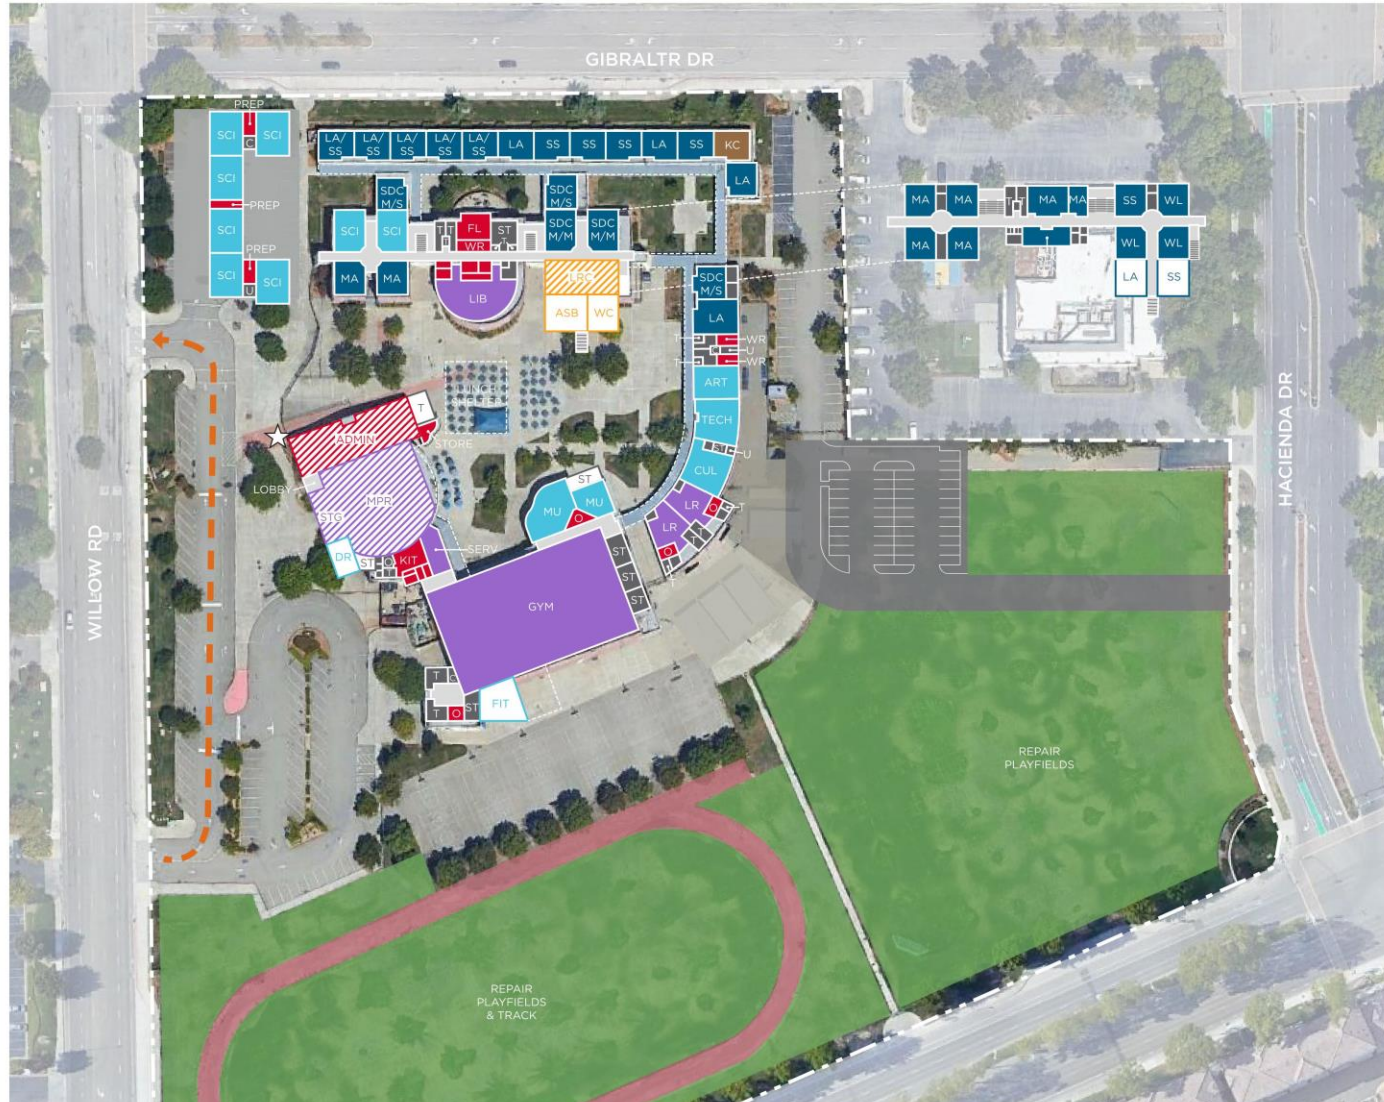 GIBRALTR DR
PREP
SCI
SCI
C
SCI
PREP
SCI
PREP
SCI
SCI
U
LA/
SS
LA/
SS
LA/
SS
LA/
SS
LA/
SS
LA
SS
SS
SS
LA
SS
KC
LA
SDC
M/S
SDC
M/S
SCI
SCI
T
T
FL
ST
WR
SDC
M/M
SDC
M/M
MA
MA
LIB
LRC
ASB
WC
MA
MA
T
MA
MA
SS
WL
MA
MA
WL
WL
LA
SS
SDC
M/S
LA
T
WR
C
U
T
WR
ART
TECH
U
CUL
LR
O
T
LR
T
T
O
T
LUNCH
SHELTER
T
ADMIN
STORE
LOBBY
MPR
STG
DR
ST
O
KIT
SERV
ST
MU
MU
O
GYM
ST
ST
ST
T
C
T
O
ST
FIT
WILLOW RD
HACIENDA DR
REPAIR
PLAYFIELDS
REPAIR
PLAYFIELDS
& TRACK